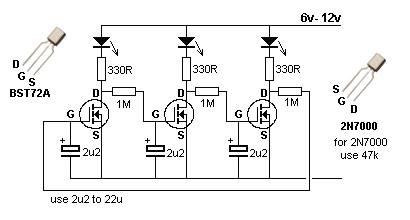 6v- 12v
D
G
S
BST72A
330R
330R
330R
S
G
D
2N7000
for 2N7000
use 47k
D
1M
D
1M
D
G
G
G
S
S
S
+
2u2
+
2u2
+
2u2
use 2u2 to 22u